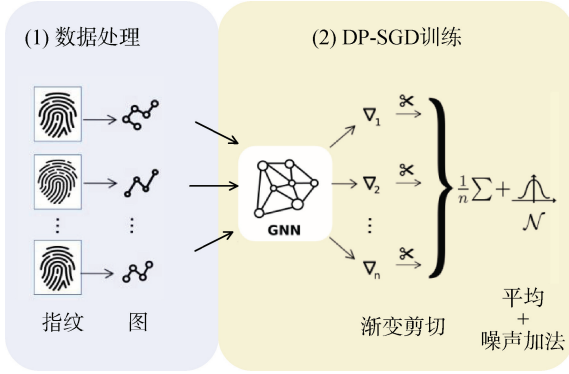 (1) 数据处理
(2) DP-SGD训练
∇1
∇2
⋮
∇n
GNN
1/n ∑ +
𝒩
⋮
⋮
指纹
图
渐变剪切
平均
+
噪声加法